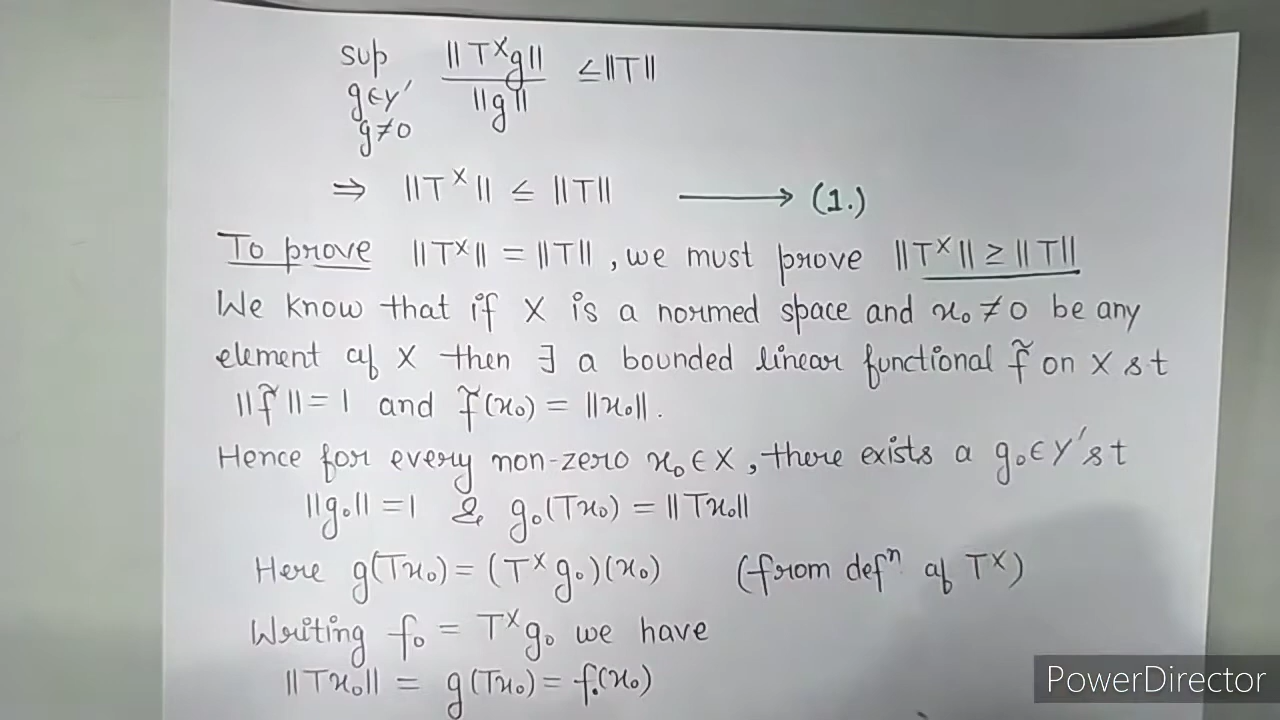 sup ‖T^x g‖ / ‖g‖ ≤ ‖T‖
g∈Y′
g≠0
⇒ ‖T^x‖ ≤ ‖T‖ ⟶ (1.)
To prove ‖T^x‖ = ‖T‖, we must prove ‖T^x‖ ≥ ‖T‖
We know that if X is a normed space and x₀ ≠ 0 be any
element of X then ∃ a bounded linear functional f̃ on X s t
‖f̃‖ = 1 and f̃(x₀) = ‖x₀‖.
Hence for every non-zero x₀ ∈ X, there exists a g₀∈Y′ s t
‖g₀‖ = 1 & g₀(Tx₀) = ‖Tx₀‖
Here g(Tx₀) = (T^x g₀)(x₀) (from defⁿ. of T^x)
Writing f₀ = T^x g₀ we have
‖Tx₀‖ = g(Tx₀) = f₀(x₀)
PowerDirector